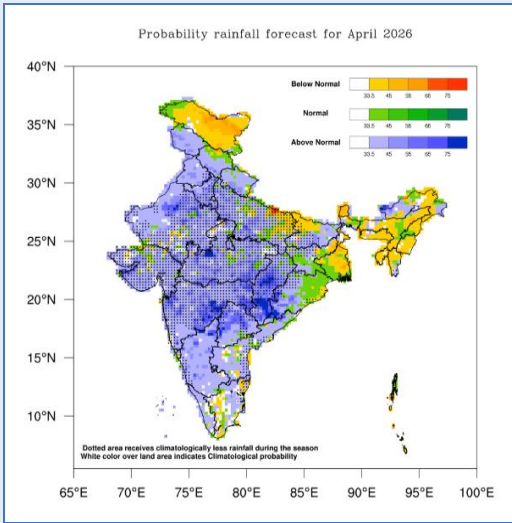 Probability rainfall forecast for April 2026
40°N
35°N
30°N
25°N
20°N
15°N
10°N
Below Normal
33.5 45 55 65 75
Normal
33.5 45 55 65 75
Above Normal
33.5 45 55 65 75
Dotted area receives climatologically less rainfall during the season
White color over land area indicates Climatological probability
65°E 70°E 75°E 80°E 85°E 90°E 95°E 100°E